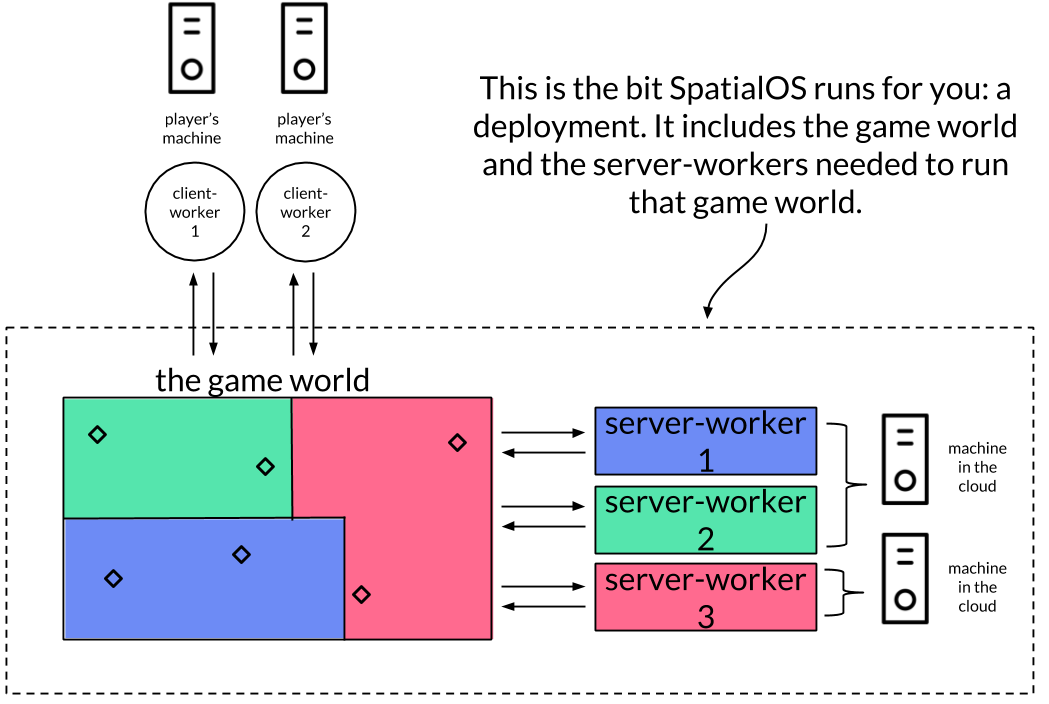 player's
machine
player's
machine
client-
worker
1
client-
worker
2
This is the bit SpatialOS runs for you: a
deployment. It includes the game world
and the server-workers needed to run
that game world.
the game world
server-worker
1
server-worker
2
server-worker
3
machine
in the
cloud
machine
in the
cloud